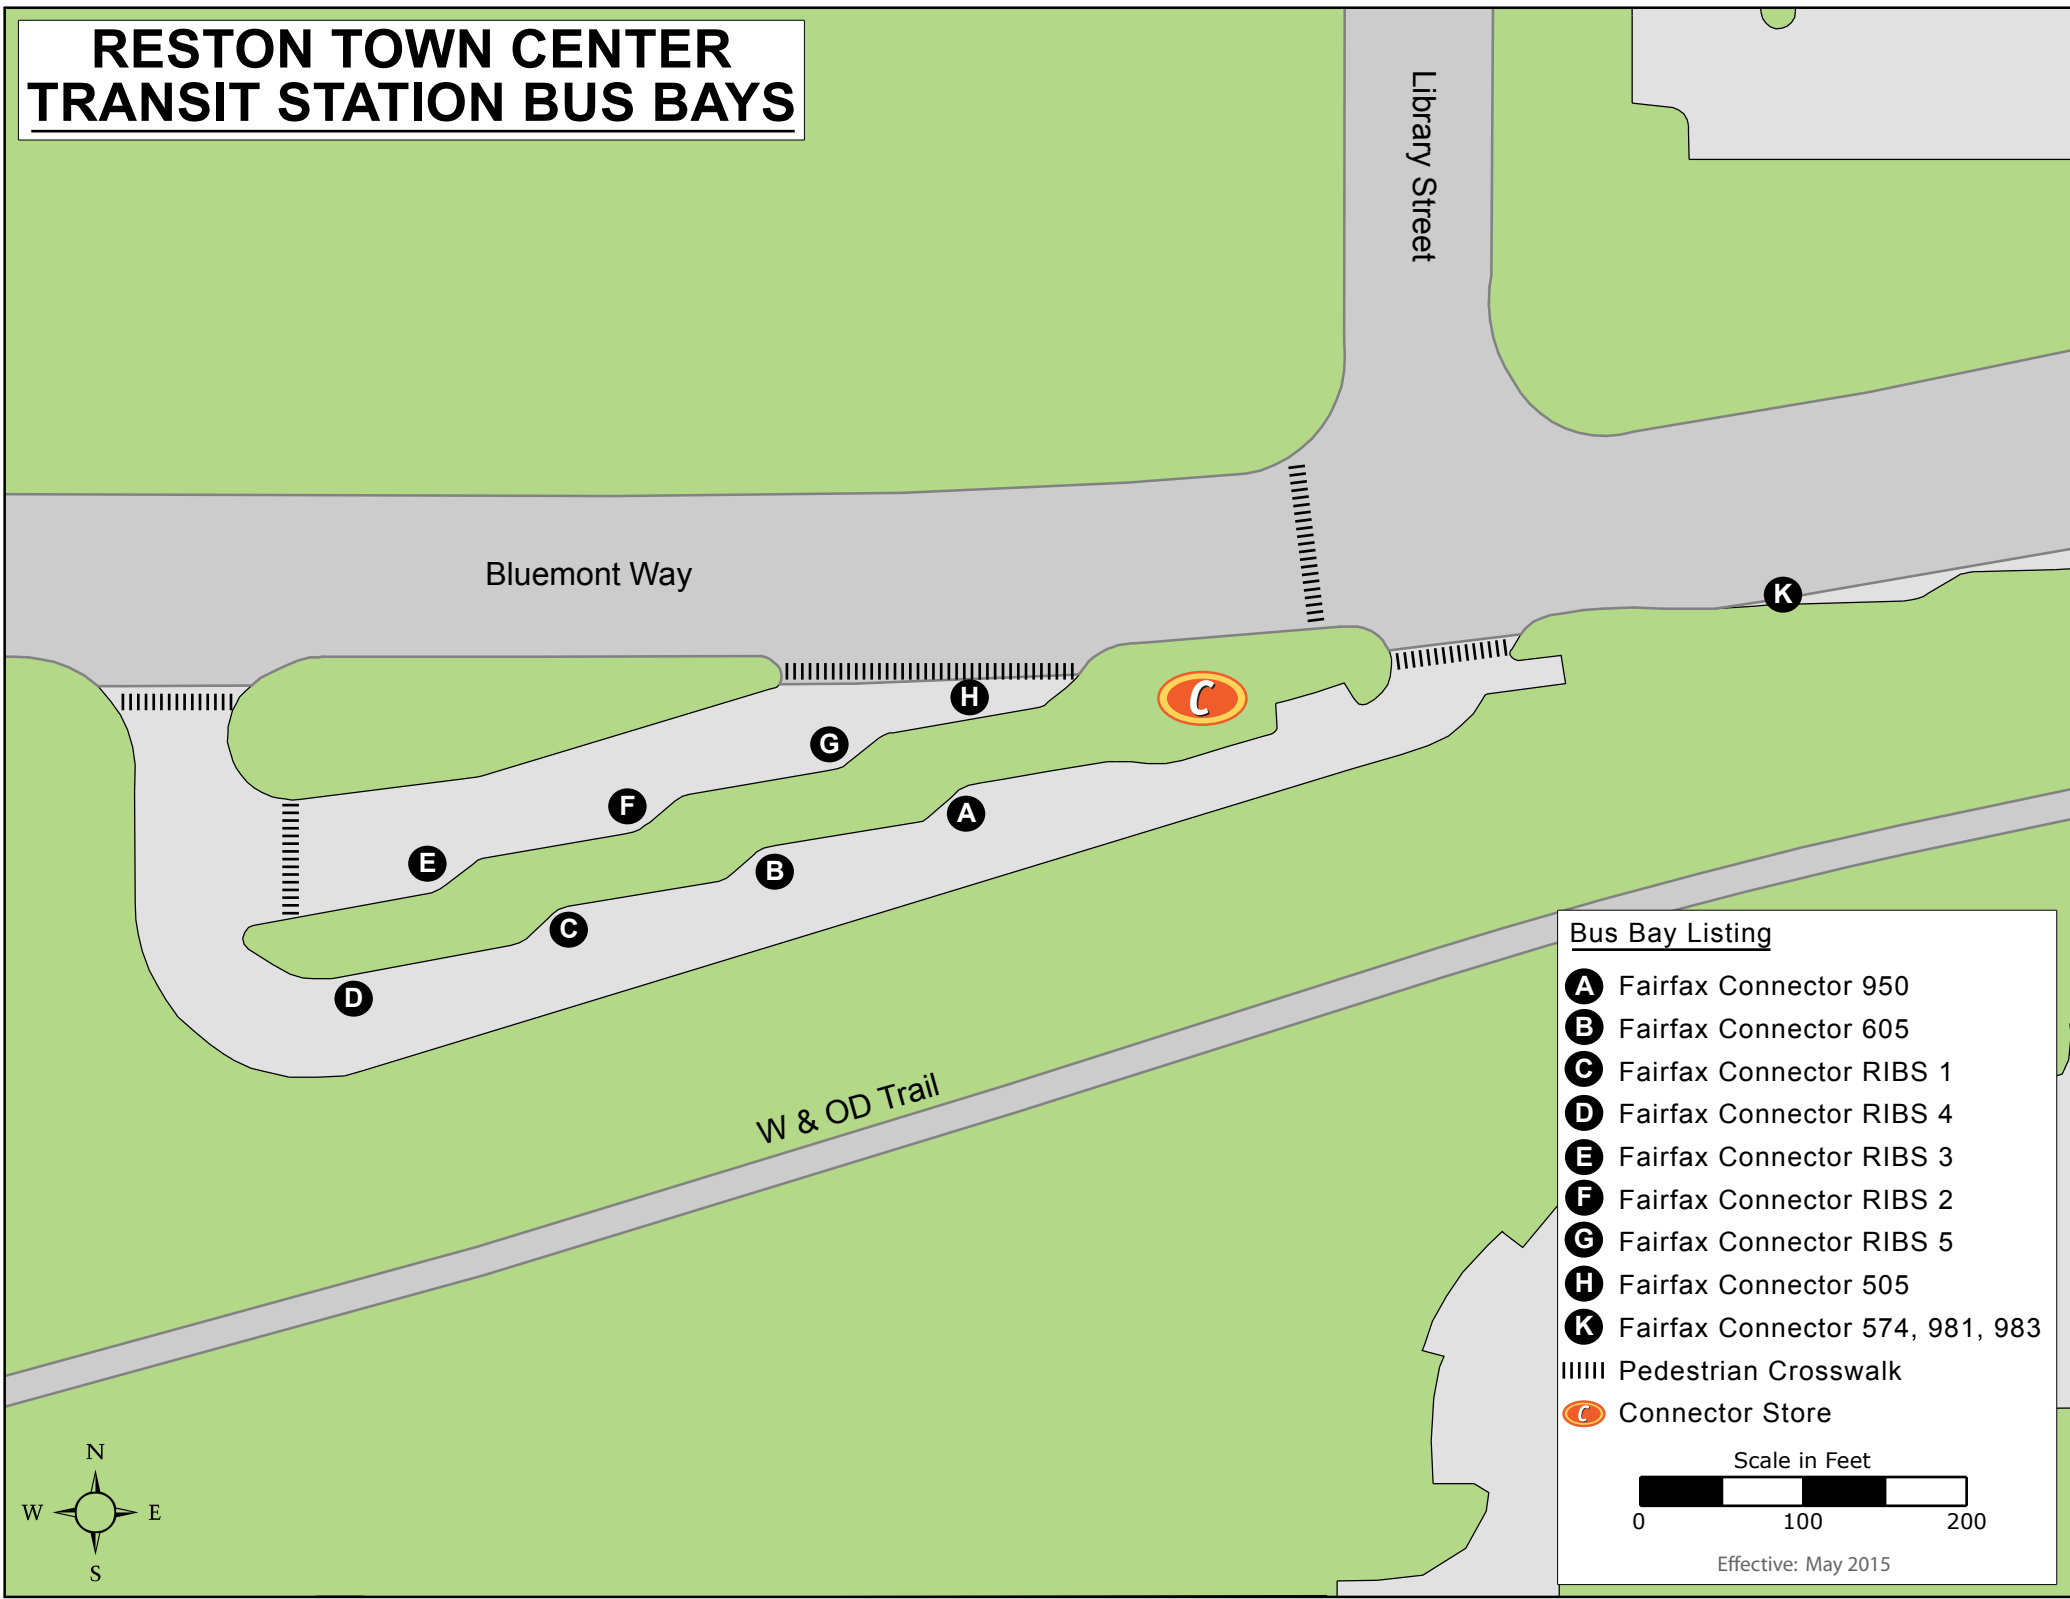 RESTON TOWN CENTER
TRANSIT STATION BUS BAYS
Library Street
Bluemont Way
K
H
C
G
F
A
E
B
C
D
W & OD Trail
Bus Bay Listing
A Fairfax Connector 950
B Fairfax Connector 605
C Fairfax Connector RIBS 1
D Fairfax Connector RIBS 4
E Fairfax Connector RIBS 3
F Fairfax Connector RIBS 2
G Fairfax Connector RIBS 5
H Fairfax Connector 505
K Fairfax Connector 574, 981, 983
Pedestrian Crosswalk
C Connector Store
Scale in Feet
0 100 200
Effective: May 2015
N
W E
S